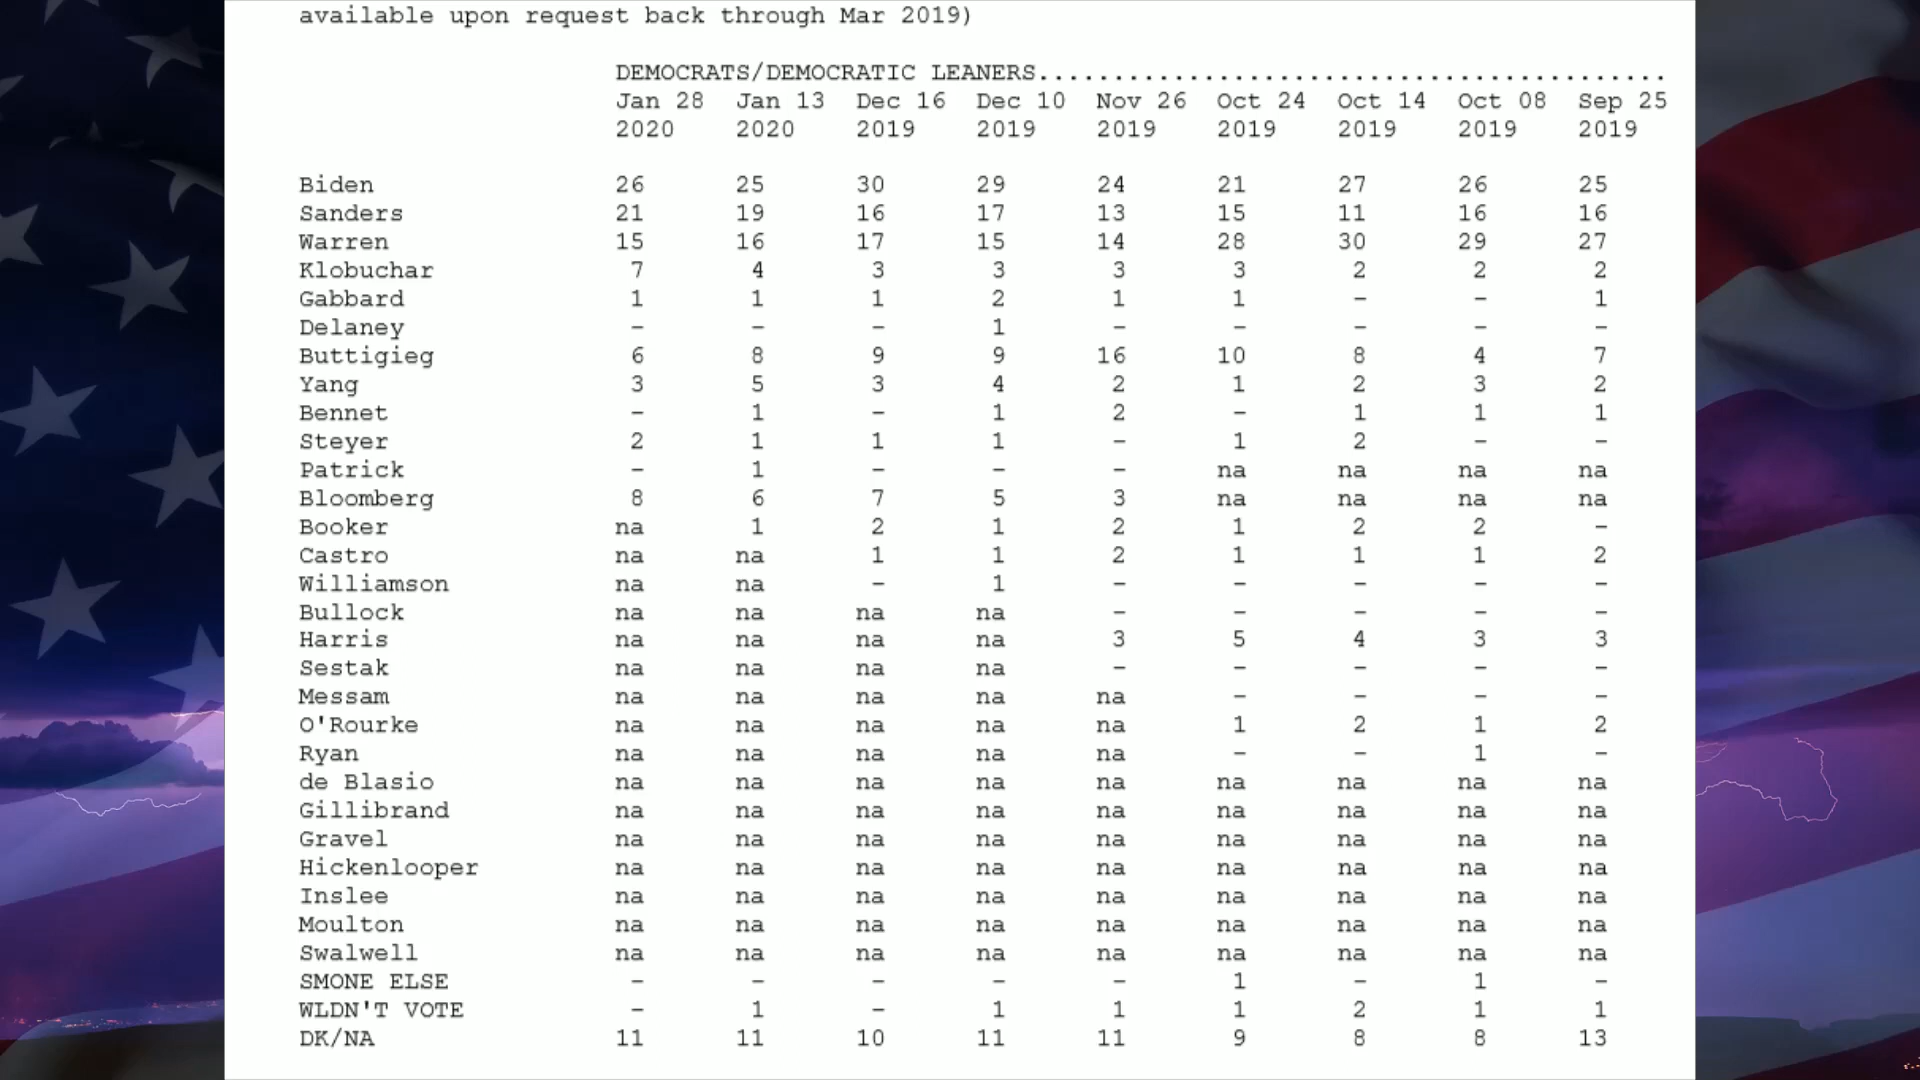 available upon request back through Mar 2019)
DEMOCRATS/DEMOCRATIC LEANERS..........................................
Jan 28 Jan 13 Dec 16 Dec 10 Nov 26 Oct 24 Oct 14 Oct 08 Sep 25
2020 2020 2019 2019 2019 2019 2019 2019 2019
Biden 26 25 30 29 24 21 27 26 25
Sanders 21 19 16 17 13 15 11 16 16
Warren 15 16 17 15 14 28 30 29 27
Klobuchar 7 4 3 3 3 3 2 2 2
Gabbard 1 1 1 2 1 1 - - 1
Delaney - - - 1 - - - - -
Buttigieg 6 8 9 9 16 10 8 4 7
Yang 3 5 3 4 2 1 2 3 2
Bennet - 1 - 1 2 - 1 1 1
Steyer 2 1 1 1 - 1 2 - -
Patrick - 1 - - - na na na na
Bloomberg 8 6 7 5 3 na na na na
Booker na 1 2 1 2 1 2 2 -
Castro na na 1 1 2 1 1 1 2
Williamson na na - 1 - - - - -
Bullock na na na na - - - - -
Harris na na na na 3 5 4 3 3
Sestak na na na na - - - - -
Messam na na na na na - - - -
O'Rourke na na na na na 1 2 1 2
Ryan na na na na na - - 1 -
de Blasio na na na na na na na na na
Gillibrand na na na na na na na na na
Gravel na na na na na na na na na
Hickenlooper na na na na na na na na na
Inslee na na na na na na na na na
Moulton na na na na na na na na na
Swalwell na na na na na na na na na
SMONE ELSE - - - - - 1 - 1 -
WLDN'T VOTE - 1 - 1 1 1 2 1 1
DK/NA 11 11 10 11 11 9 8 8 13